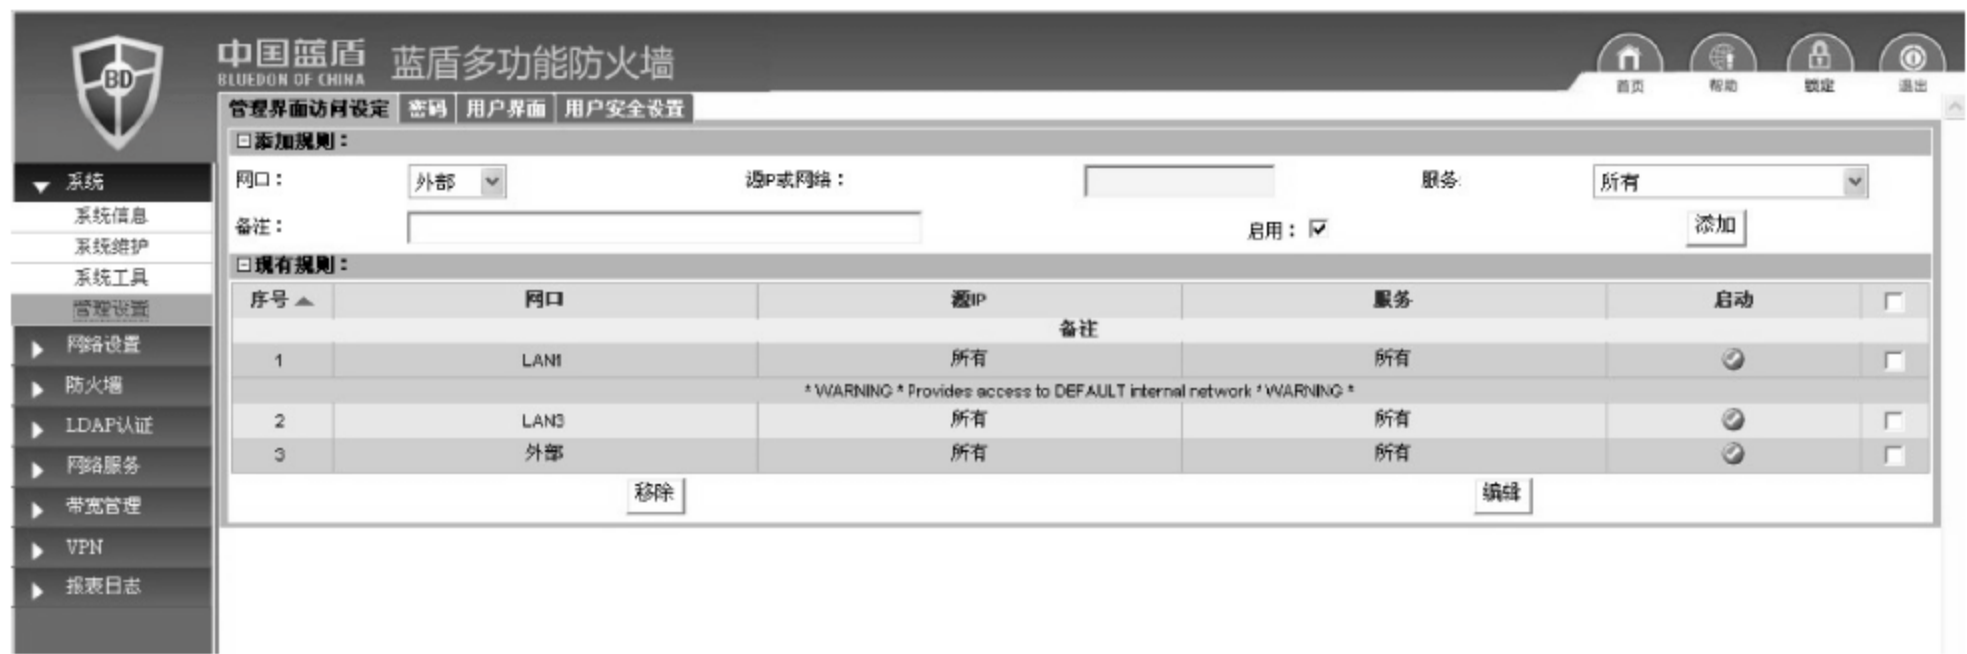 BD
中国蓝盾 蓝盾多功能防火墙
BLUEDON OF CHINA
首页 帮助 锁定 退出
管理界面访问设定 密码 用户界面 用户安全设置
添加规则：
网口： 外部 源IP或网络： 服务: 所有
备注： 启用： 添加
现有规则：
序号 网口 源IP 服务 启动
备注
1 LAN1 所有 所有
* WARNING * Provides access to DEFAULT internal network * WARNING *
2 LAN3 所有 所有
3 外部 所有 所有
移除 编辑
系统
系统信息
系统维护
系统工具
管理设置
网络设置
防火墙
LDAP认证
网络服务
带宽管理
VPN
报表日志